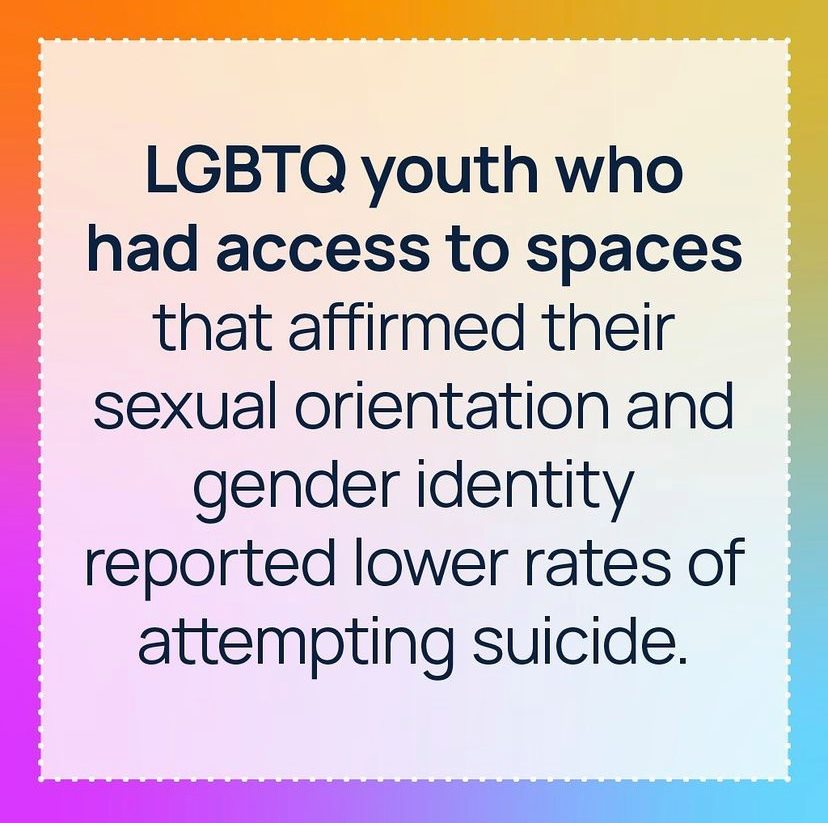 LGBTQ youth who
had access to spaces
that affirmed their
sexual orientation and
gender identity
reported lower rates of
attempting suicide.